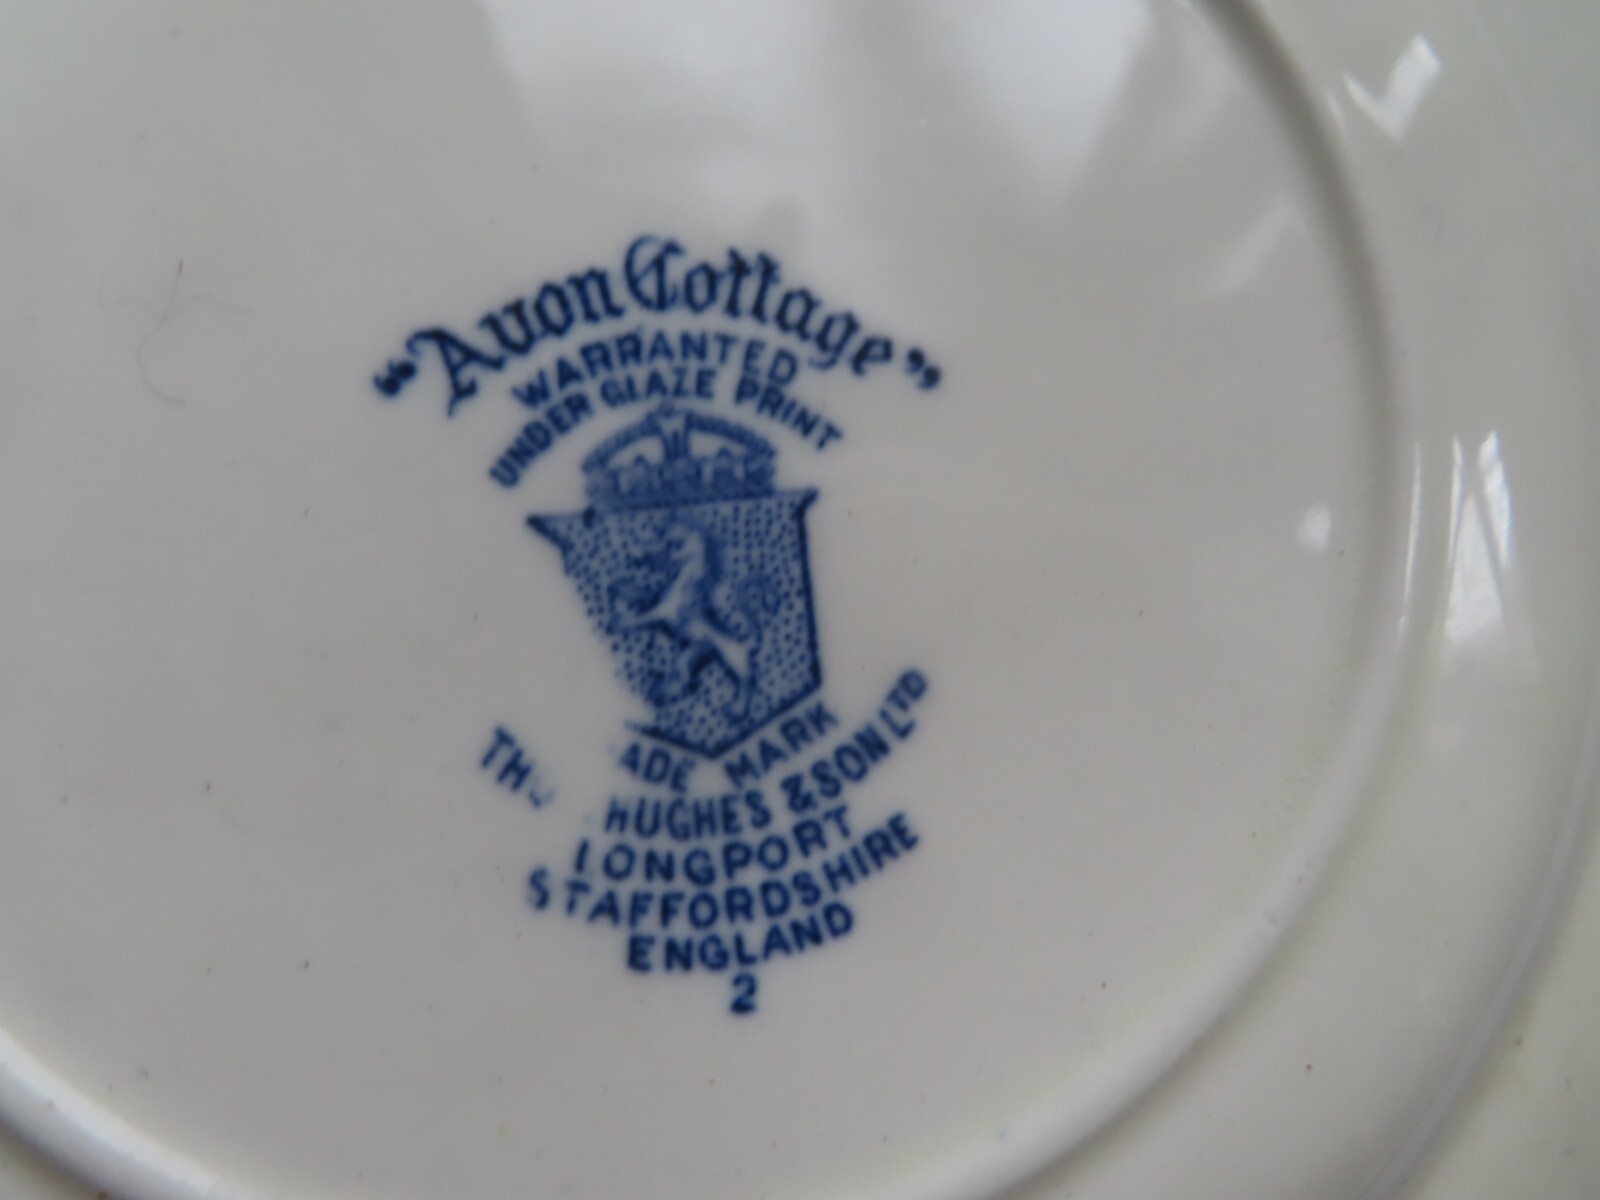 "Avon Cottage"
WARRANTED
UNDER GLAZE PRINT
ADE MARK
HUGHES & SON LTD
LONGPORT
STAFFORDSHIRE
ENGLAND
2